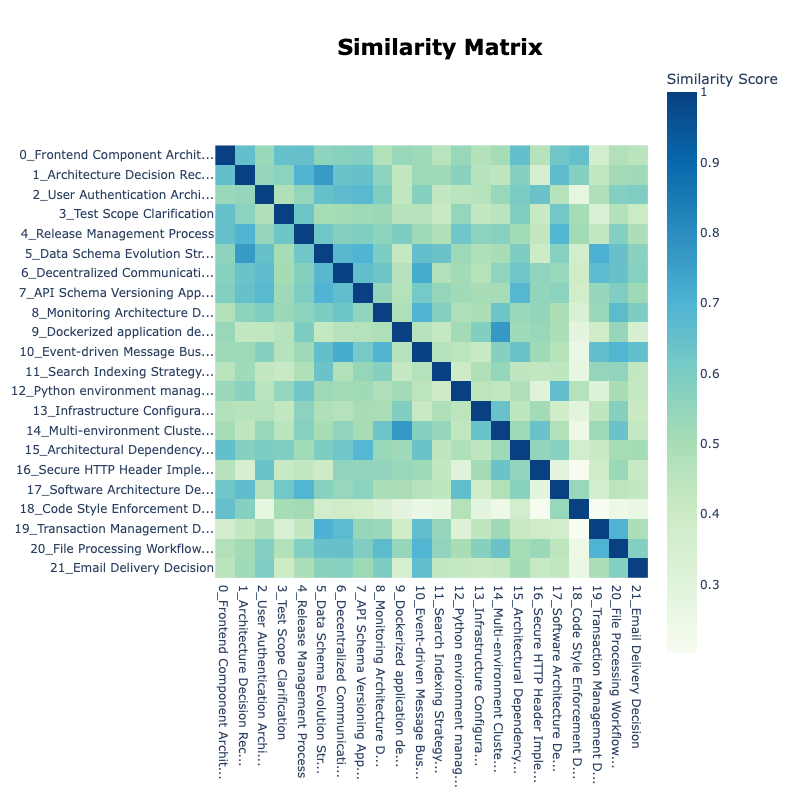 Similarity Matrix
Similarity Score
1
0.9
0.8
0.7
0.6
0.5
0.4
0.3
0_Frontend Component Archit...
1_Architecture Decision Rec...
2_User Authentication Archi...
3_Test Scope Clarification
4_Release Management Process
5_Data Schema Evolution Str...
6_Decentralized Communicati...
7_API Schema Versioning App...
8_Monitoring Architecture D...
9_Dockerized application de...
10_Event-driven Message Bus...
11_Search Indexing Strategy...
12_Python environment manag...
13_Infrastructure Configura...
14_Multi-environment Cluste...
15_Architectural Dependency...
16_Secure HTTP Header Imple...
17_Software Architecture De...
18_Code Style Enforcement D...
19_Transaction Management D...
20_File Processing Workflow...
21_Email Delivery Decision
0_Frontend Component Archit...
1_Architecture Decision Rec...
2_User Authentication Archi...
3_Test Scope Clarification
4_Release Management Process
5_Data Schema Evolution Str...
6_Decentralized Communicati...
7_API Schema Versioning App...
8_Monitoring Architecture D...
9_Dockerized application de...
10_Event-driven Message Bus...
11_Search Indexing Strategy...
12_Python environment manag...
13_Infrastructure Configura...
14_Multi-environment Cluste...
15_Architectural Dependency...
16_Secure HTTP Header Imple...
17_Software Architecture De...
18_Code Style Enforcement D...
19_Transaction Management D...
20_File Processing Workflow...
21_Email Delivery Decision